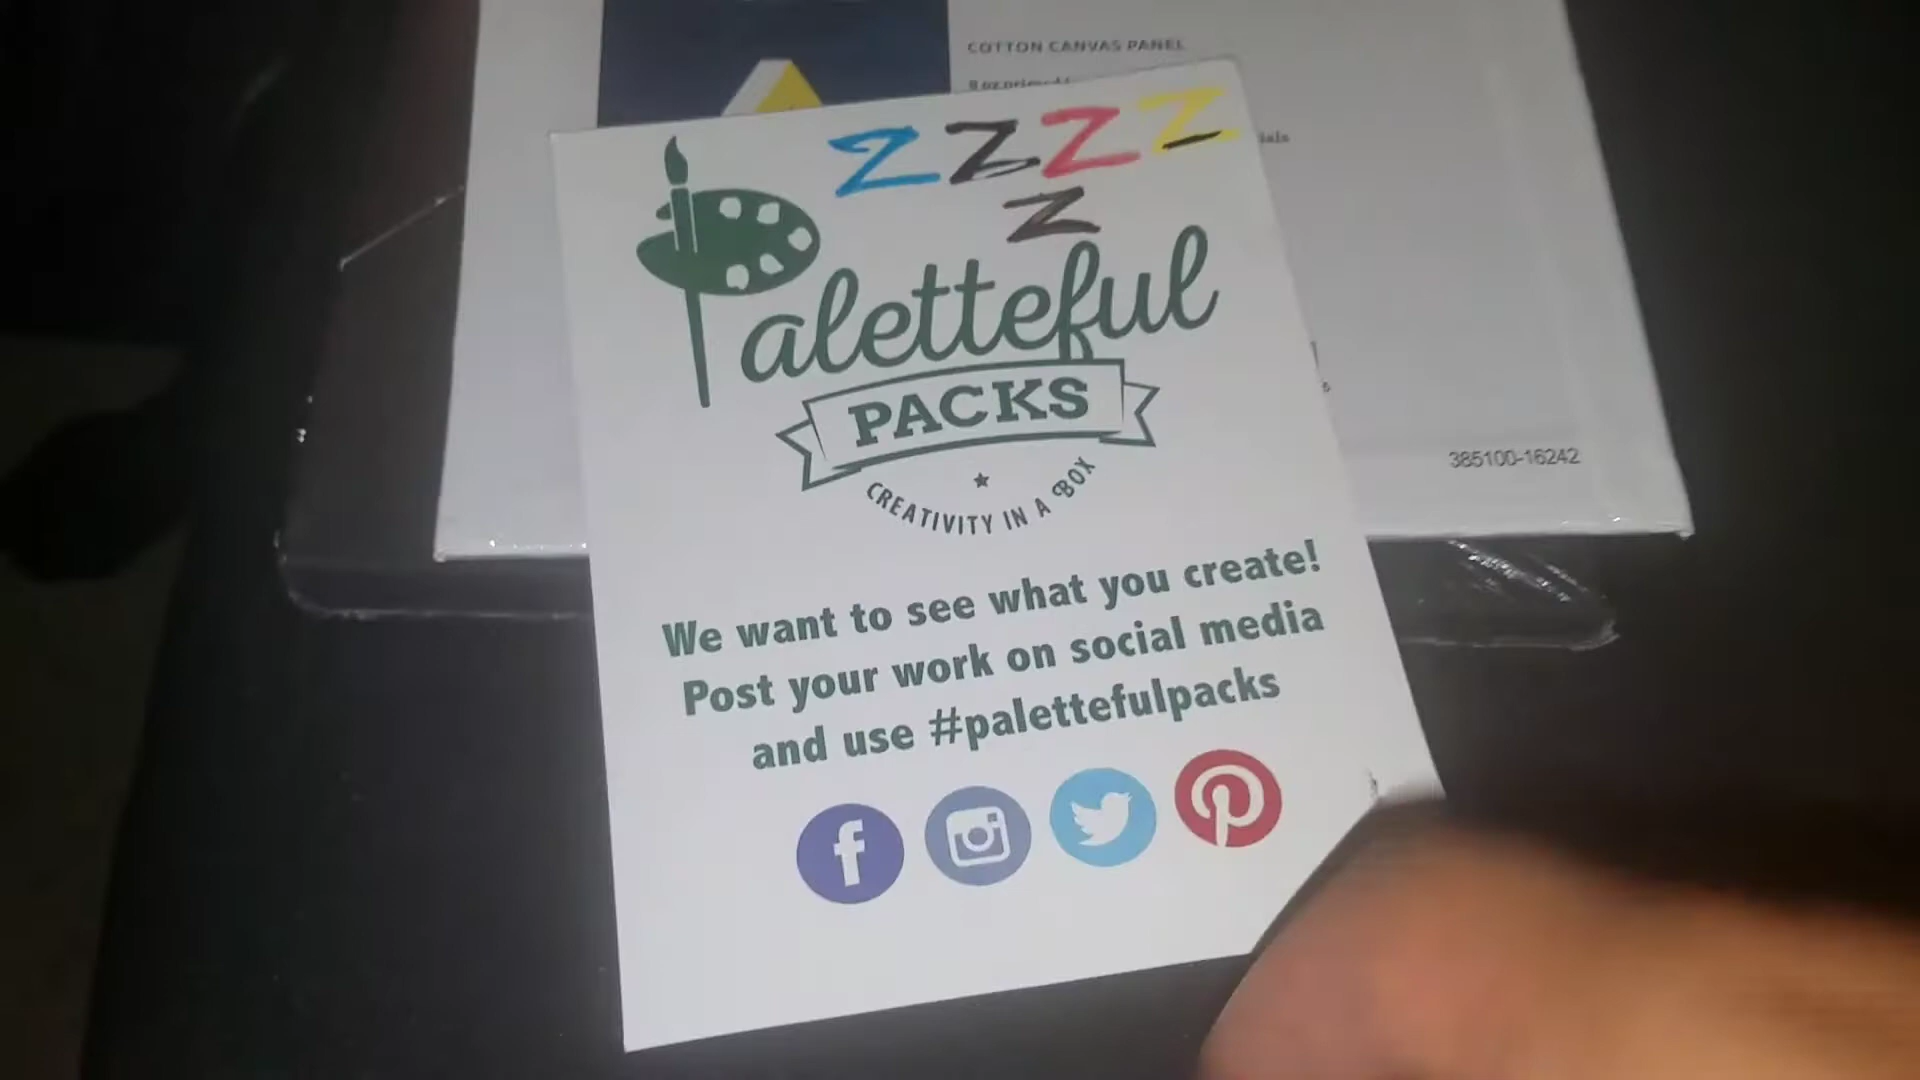 COTTON CANVAS PANEL
Z Z Z Z
Z
Paletteful
PACKS
CREATIVITY IN A BOX
385100-16242
We want to see what you create!
Post your work on social media
and use #palettefulpacks